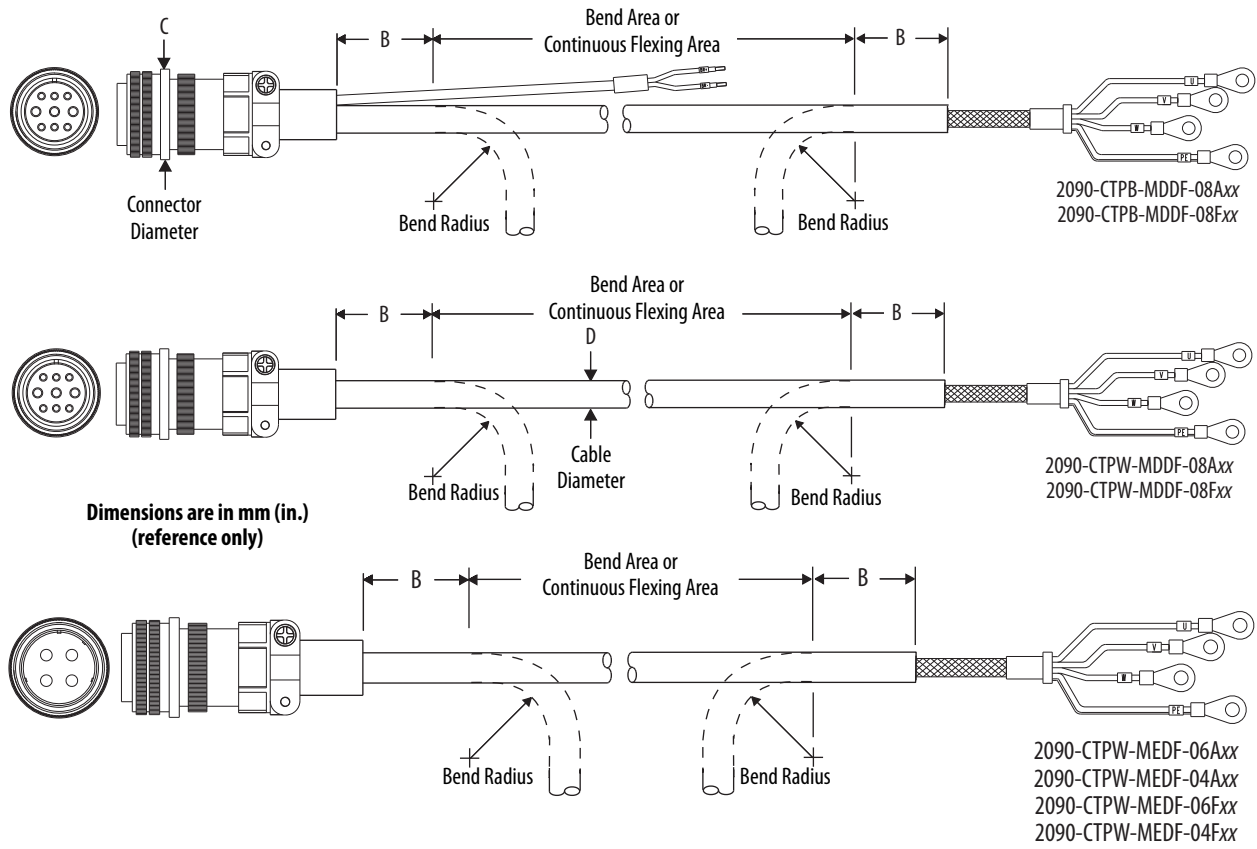 C
B
Bend Area or
Continuous Flexing Area
B
U
V
W
PE
Connector
Diameter
Bend Radius
Bend Radius
2090-CTPB-MDDF-08Axx
2090-CTPB-MDDF-08Fxx
Bend Area or
Continuous Flexing Area
B
D
B
U
V
W
PE
Cable
Diameter
Bend Radius
Bend Radius
2090-CTPW-MDDF-08Axx
2090-CTPW-MDDF-08Fxx
Dimensions are in mm (in.)
(reference only)
Bend Area or
Continuous Flexing Area
B
B
U
V
W
PE
Bend Radius
Bend Radius
2090-CTPW-MEDF-06Axx
2090-CTPW-MEDF-04Axx
2090-CTPW-MEDF-06Fxx
2090-CTPW-MEDF-04Fxx